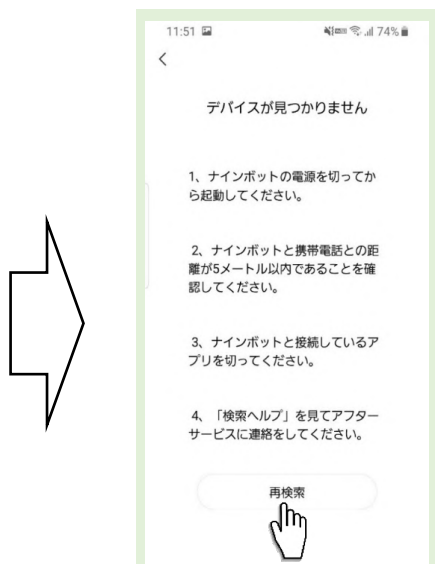 11:51 74%
デバイスが見つかりません
1、ナインボットの電源を切ってか
ら起動してください。
2、ナインボットと携帯電話との距
離が5メートル以内であることを確
認してください。
3、ナインボットと接続しているア
プリを切ってください。
4、「検索ヘルプ」を見てアフター
サービスに連絡をしてください。
再検索